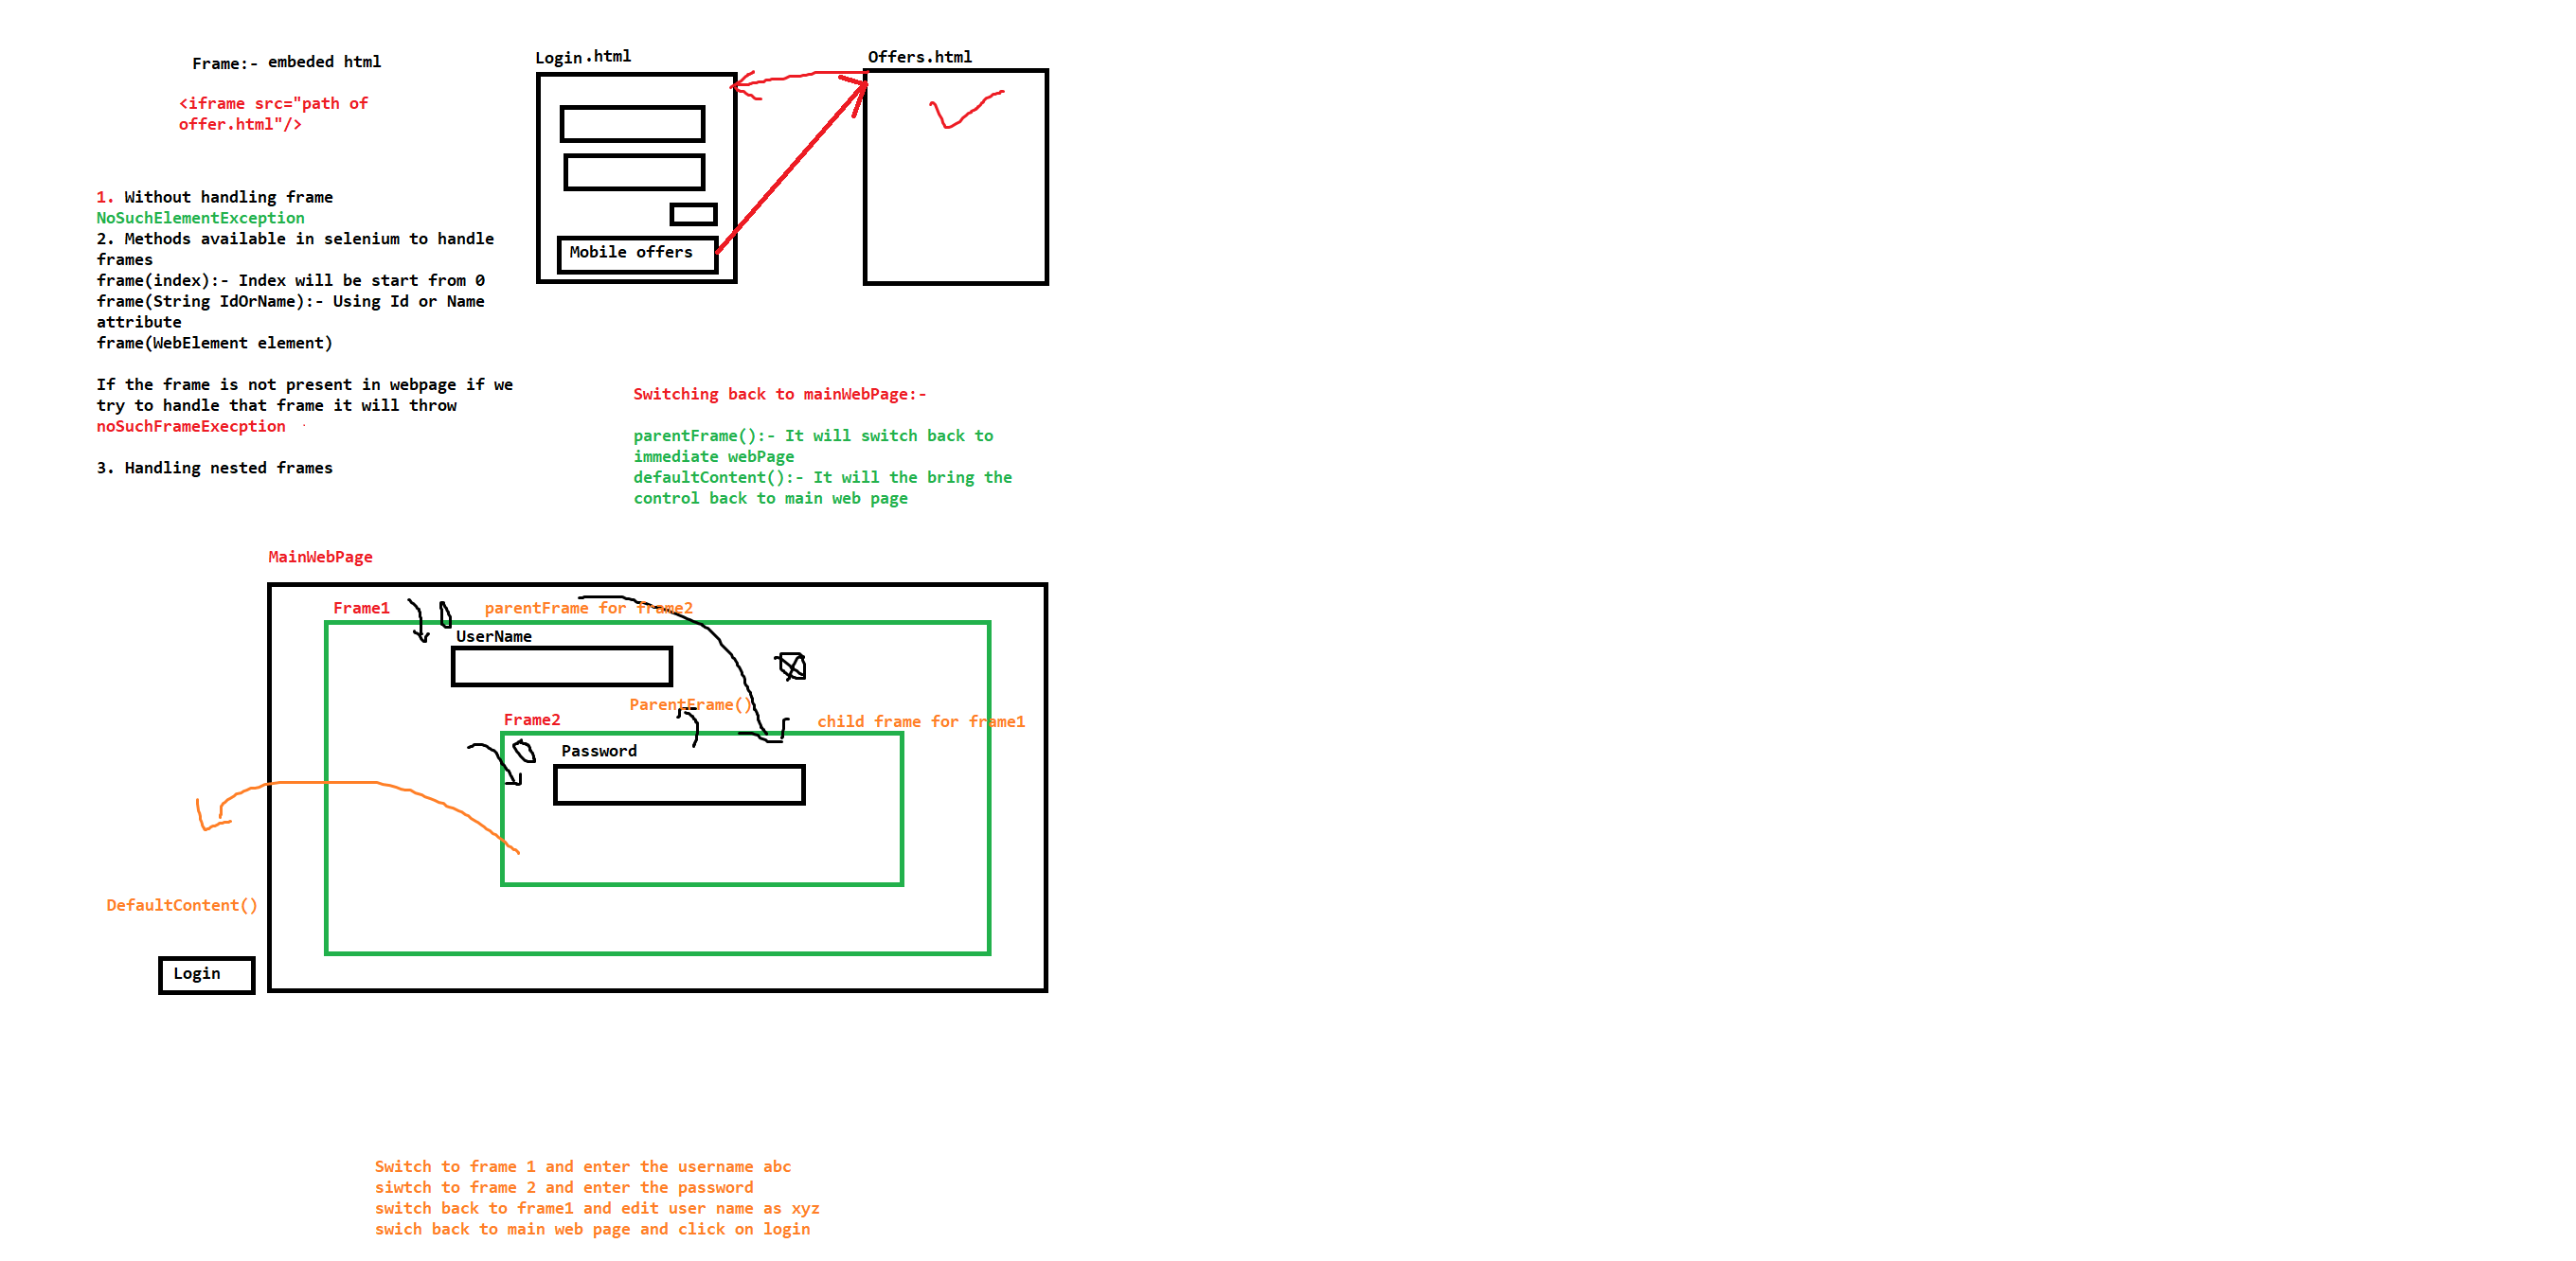 Frame:- embeded html
<iframe src="path of
offer.html"/>
Login.html
Offers.html
Mobile offers
1. Without handling frame
NoSuchElementException
2. Methods available in selenium to handle
frames
frame(index):- Index will be start from 0
frame(String IdOrName):- Using Id or Name
attribute
frame(WebElement element)
If the frame is not present in webpage if we
try to handle that frame it will throw
noSuchFrameExecption
3. Handling nested frames
Switching back to mainWebPage:-
parentFrame():- It will switch back to
immediate webPage
defaultContent():- It will the bring the
control back to main web page
MainWebPage
Frame1
parentFrame for frame2
UserName
ParentFrame()
Frame2
child frame for frame1
Password
DefaultContent()
Login
Switch to frame 1 and enter the username abc
siwtch to frame 2 and enter the password
switch back to frame1 and edit user name as xyz
swich back to main web page and click on login